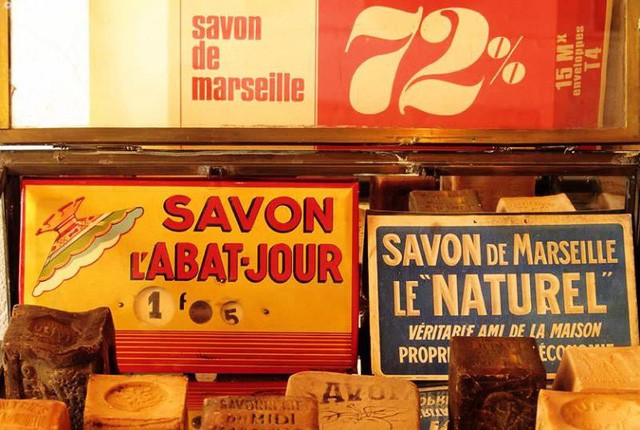 savon
de
marseille
72%
15 Mx
enveloppes
T4
SAVON
L'ABAT-JOUR
1 f 5
SAVON DE MARSEILLE
LE "NATUREL"
VÉRITABLE AMI DE LA MAISON
SAVON